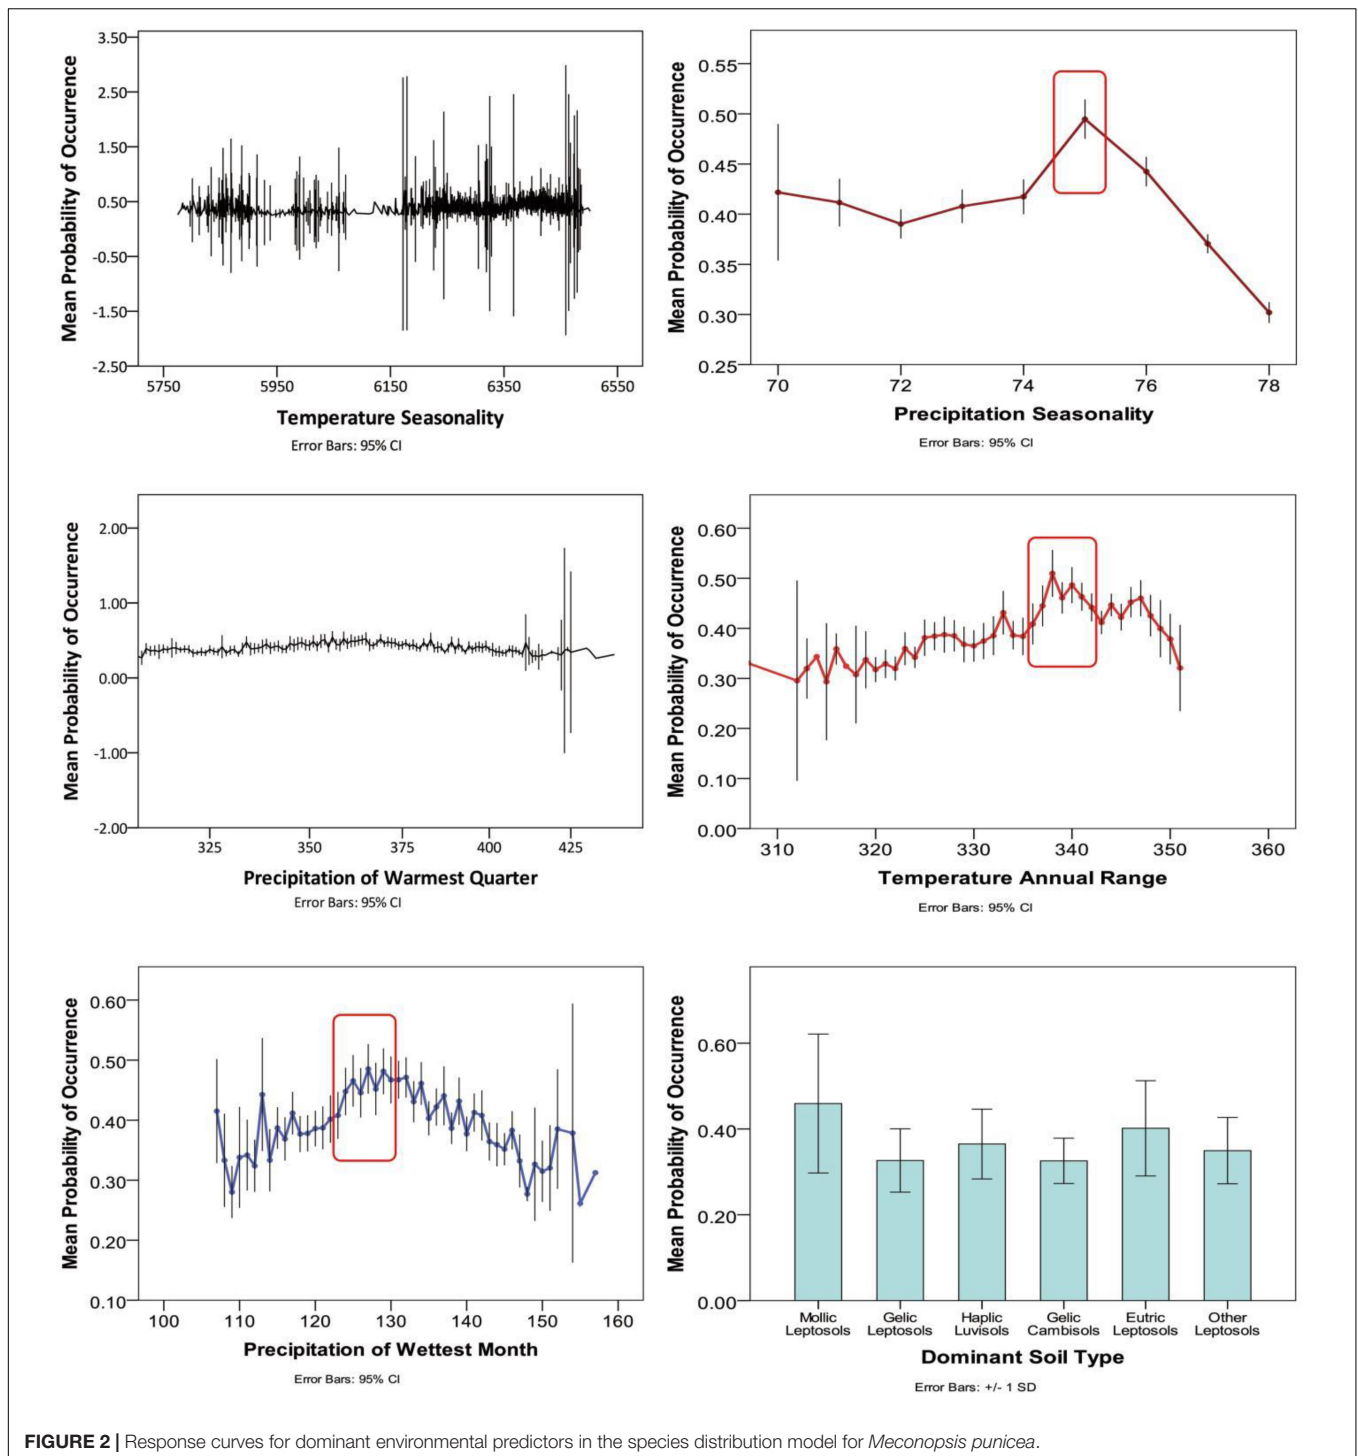 Mean Probability of Occurrence
3.50
2.50
1.50
0.50
-0.50
-1.50
-2.50
5750 5950 6150 6350 6550
Temperature Seasonality
Error Bars: 95% CI
Mean Probability of Occurrence
0.55
0.50
0.45
0.40
0.35
0.30
0.25
70 72 74 76 78
Precipitation Seasonality
Error Bars: 95% CI
Mean Probability of Occurrence
2.00
1.00
0.00
-1.00
-2.00
325 350 375 400 425
Precipitation of Warmest Quarter
Error Bars: 95% CI
Mean Probability of Occurrence
0.60
0.50
0.40
0.30
0.20
0.10
0.00
310 320 330 340 350 360
Temperature Annual Range
Error Bars: 95% CI
Mean Probability of Occurrence
0.60
0.50
0.40
0.30
0.20
0.10
100 110 120 130 140 150 160
Precipitation of Wettest Month
Error Bars: 95% CI
Mean Probability of Occurrence
0.60
0.40
0.20
0.00
Mollic Gelic Haplic Gelic Eutric Other
Leptosols Leptosols Luvisols Cambisols Leptosols Leptosols
Dominant Soil Type
Error Bars: +/- 1 SD
FIGURE 2 | Response curves for dominant environmental predictors in the species distribution model for Meconopsis punicea.